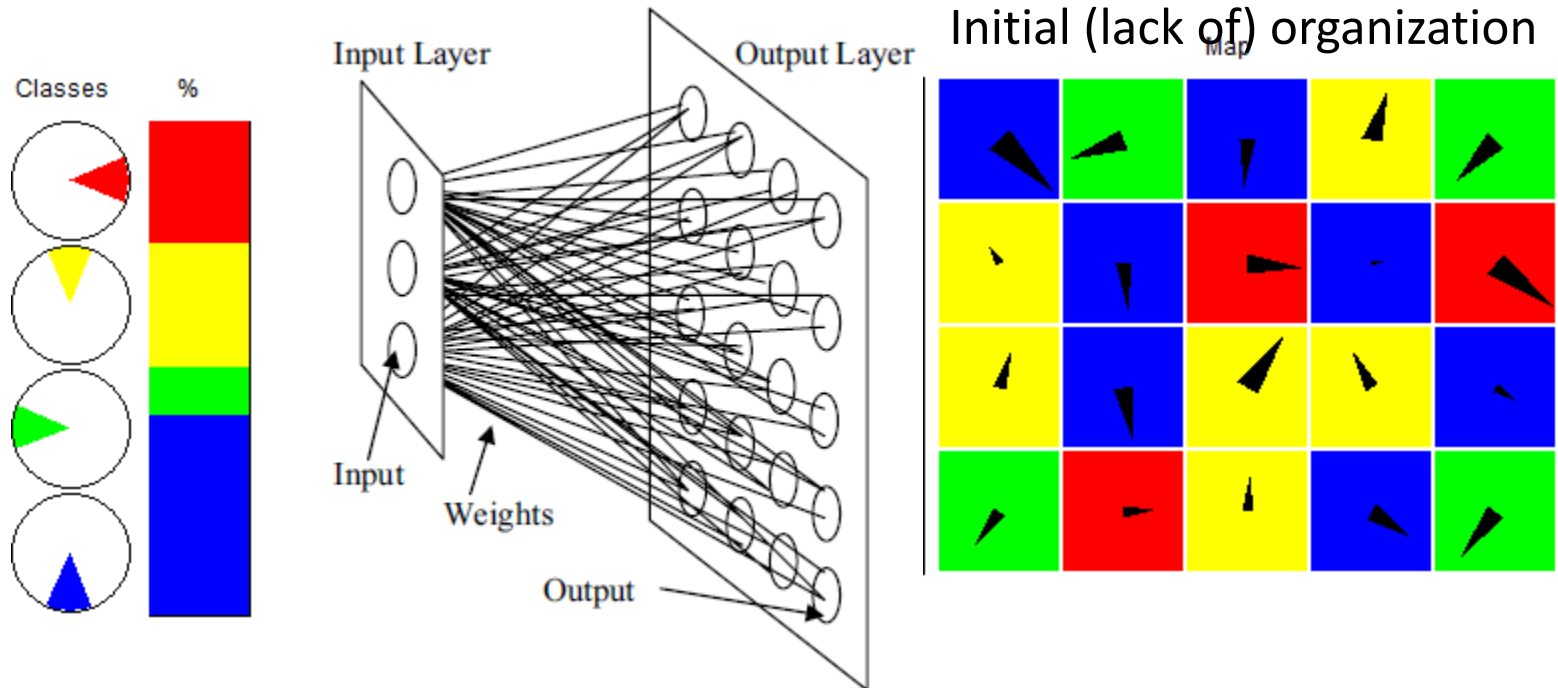 Initial (lack of) organization
Map
Classes
%
Input Layer
Output Layer
Input
Weights
Output